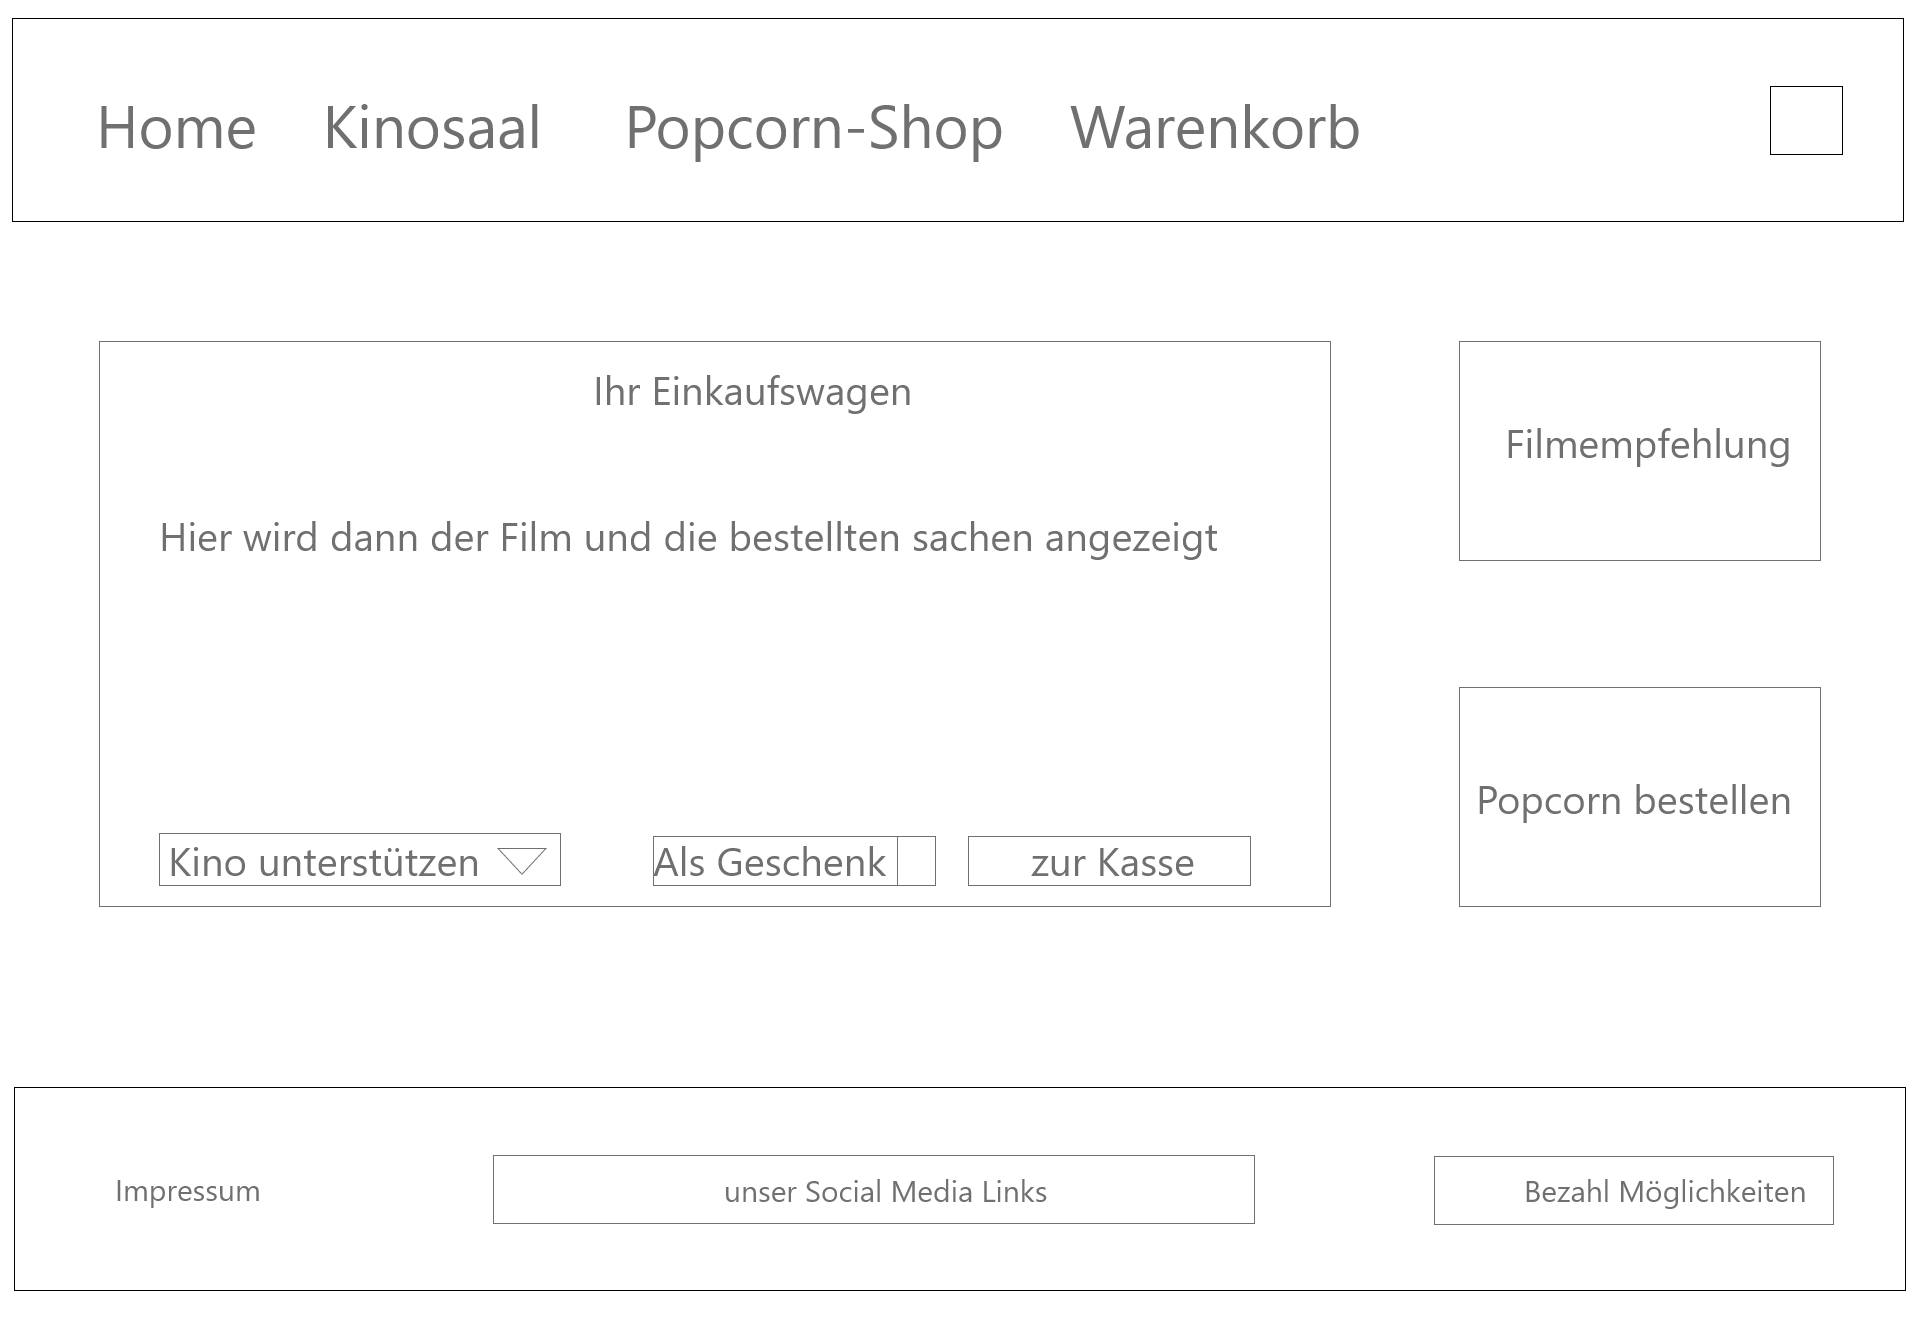 Home Kinosaal Popcorn-Shop Warenkorb
Ihr Einkaufswagen
Filmempfehlung
Hier wird dann der Film und die bestellten sachen angezeigt
Popcorn bestellen
Kino unterstützen
Als Geschenk
zur Kasse
Impressum
unser Social Media Links
Bezahl Möglichkeiten